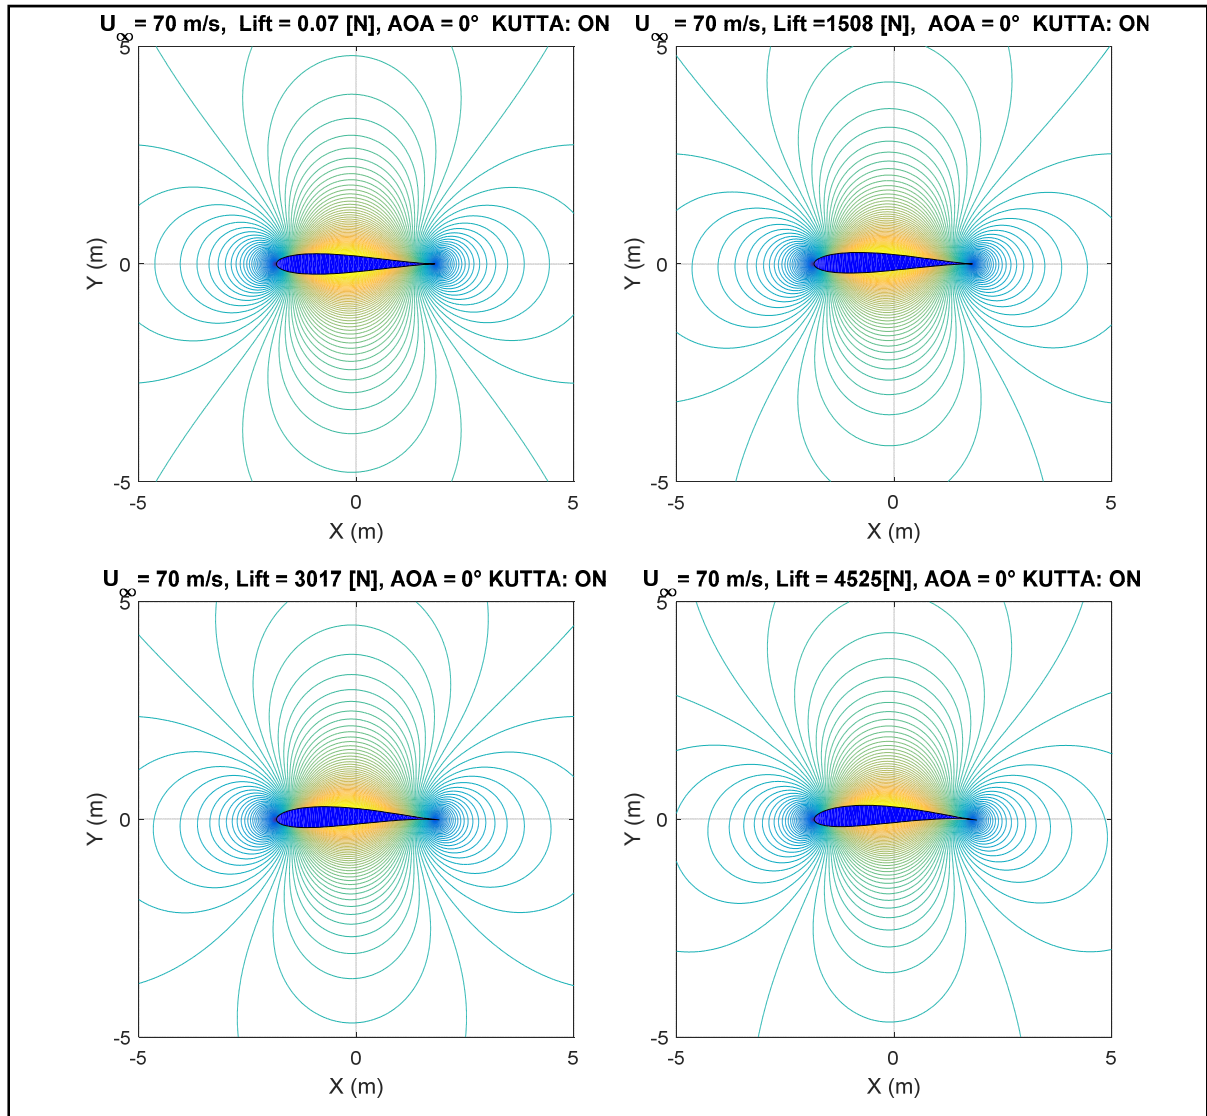 U∞ = 70 m/s, Lift = 0.07 [N], AOA = 0° KUTTA: ON
5
Y (m)
0
-5
-5 0 5
X (m)
U∞ = 70 m/s, Lift =1508 [N], AOA = 0° KUTTA: ON
5
Y (m)
0
-5
-5 0 5
X (m)
U∞ = 70 m/s, Lift = 3017 [N], AOA = 0° KUTTA: ON
5
Y (m)
0
-5
-5 0 5
X (m)
U∞ = 70 m/s, Lift = 4525[N], AOA = 0° KUTTA: ON
5
Y (m)
0
-5
-5 0 5
X (m)